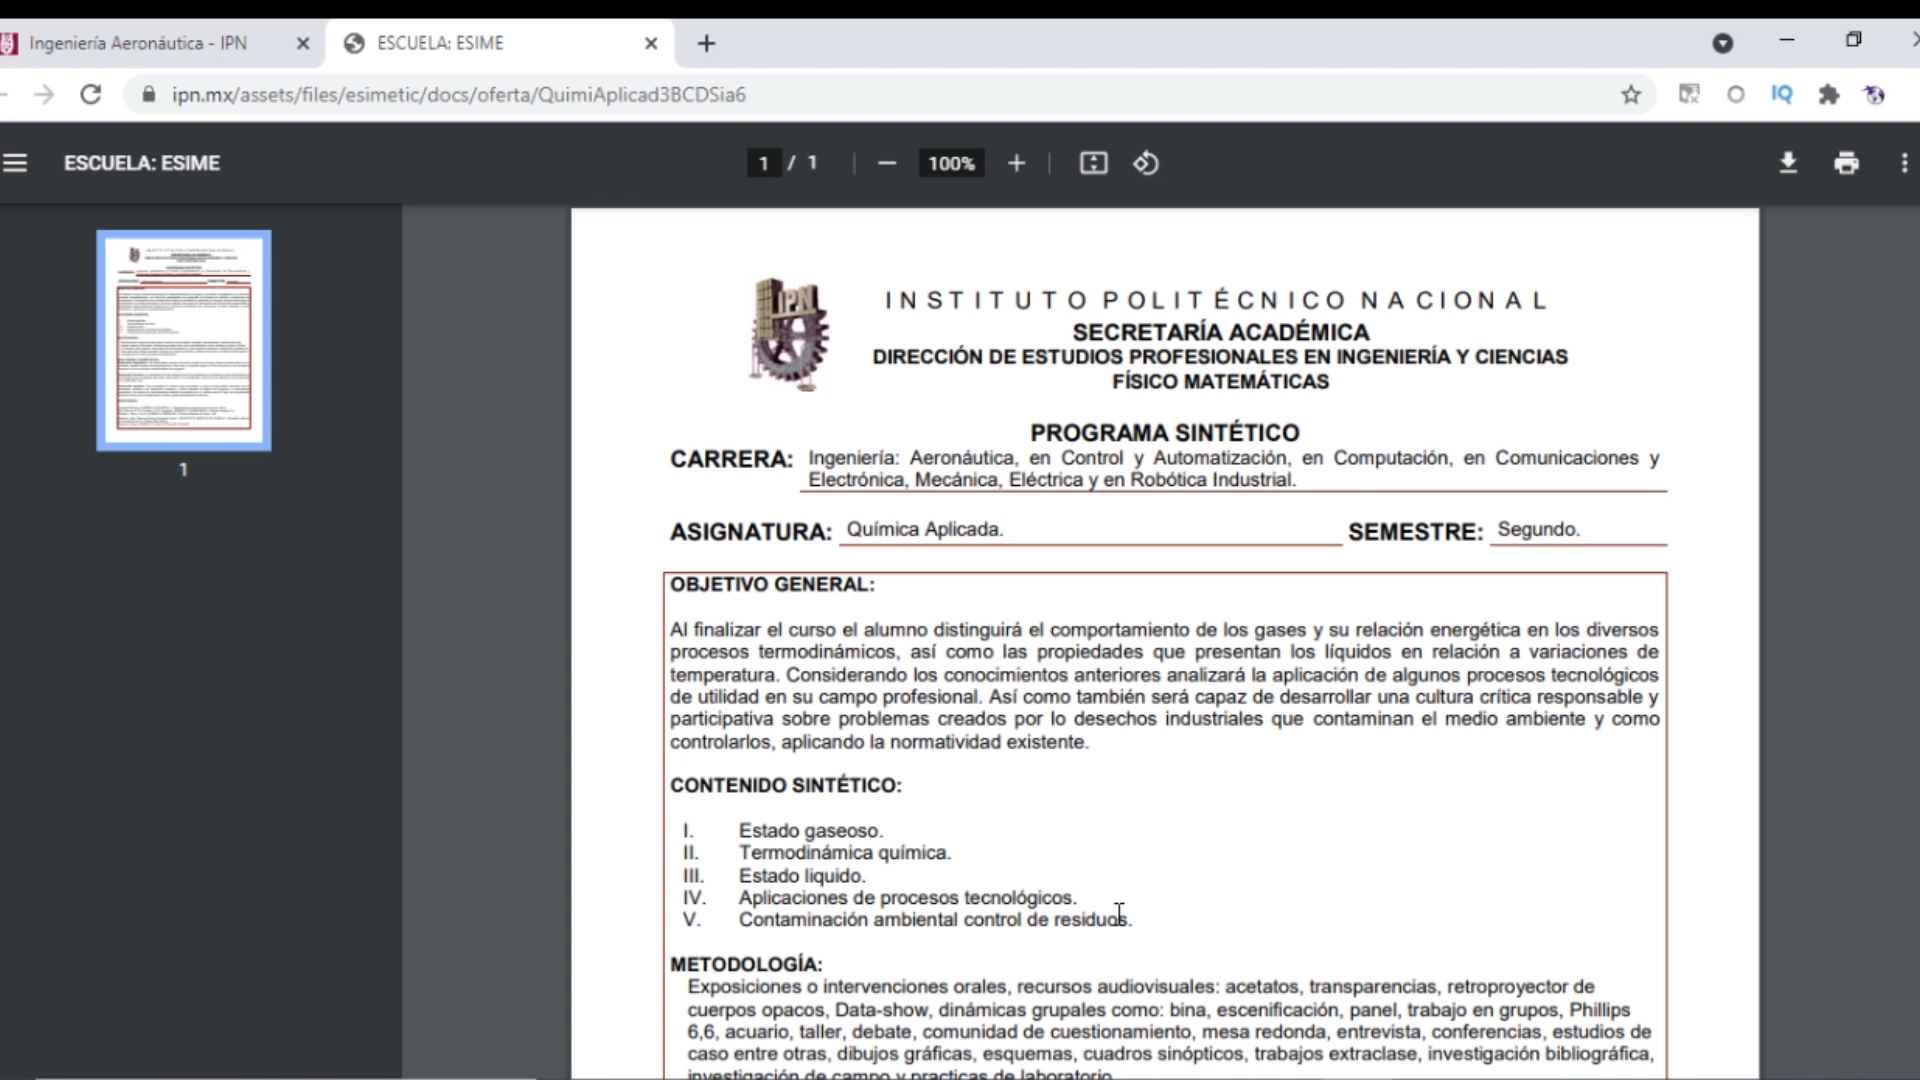 Ingeniería Aeronáutica - IPN
ESCUELA: ESIME
ipn.mx/assets/files/esimetic/docs/oferta/QuimiAplicad3BCDSia6
IQ
ESCUELA: ESIME
1 / 1
100%
1
IPN
INSTITUTO POLITÉCNICO NACIONAL
SECRETARÍA ACADÉMICA
DIRECCIÓN DE ESTUDIOS PROFESIONALES EN INGENIERÍA Y CIENCIAS
FÍSICO MATEMÁTICAS
PROGRAMA SINTÉTICO
CARRERA: Ingeniería: Aeronáutica, en Control y Automatización, en Computación, en Comunicaciones y
Electrónica, Mecánica, Eléctrica y en Robótica Industrial.
ASIGNATURA: Química Aplicada. SEMESTRE: Segundo.
OBJETIVO GENERAL:
Al finalizar el curso el alumno distinguirá el comportamiento de los gases y su relación energética en los diversos
procesos termodinámicos, así como las propiedades que presentan los líquidos en relación a variaciones de
temperatura. Considerando los conocimientos anteriores analizará la aplicación de algunos procesos tecnológicos
de utilidad en su campo profesional. Así como también será capaz de desarrollar una cultura crítica responsable y
participativa sobre problemas creados por lo desechos industriales que contaminan el medio ambiente y como
controlarlos, aplicando la normatividad existente.
CONTENIDO SINTÉTICO:
I. Estado gaseoso.
II. Termodinámica química.
III. Estado liquido.
IV. Aplicaciones de procesos tecnológicos.
V. Contaminación ambiental control de residuos.
METODOLOGÍA:
Exposiciones o intervenciones orales, recursos audiovisuales: acetatos, transparencias, retroproyector de
cuerpos opacos, Data-show, dinámicas grupales como: bina, escenificación, panel, trabajo en grupos, Phillips
6,6, acuario, taller, debate, comunidad de cuestionamiento, mesa redonda, entrevista, conferencias, estudios de
caso entre otras, dibujos gráficas, esquemas, cuadros sinópticos, trabajos extraclase, investigación bibliográfica,
investigación de campo y practicas de laboratorio